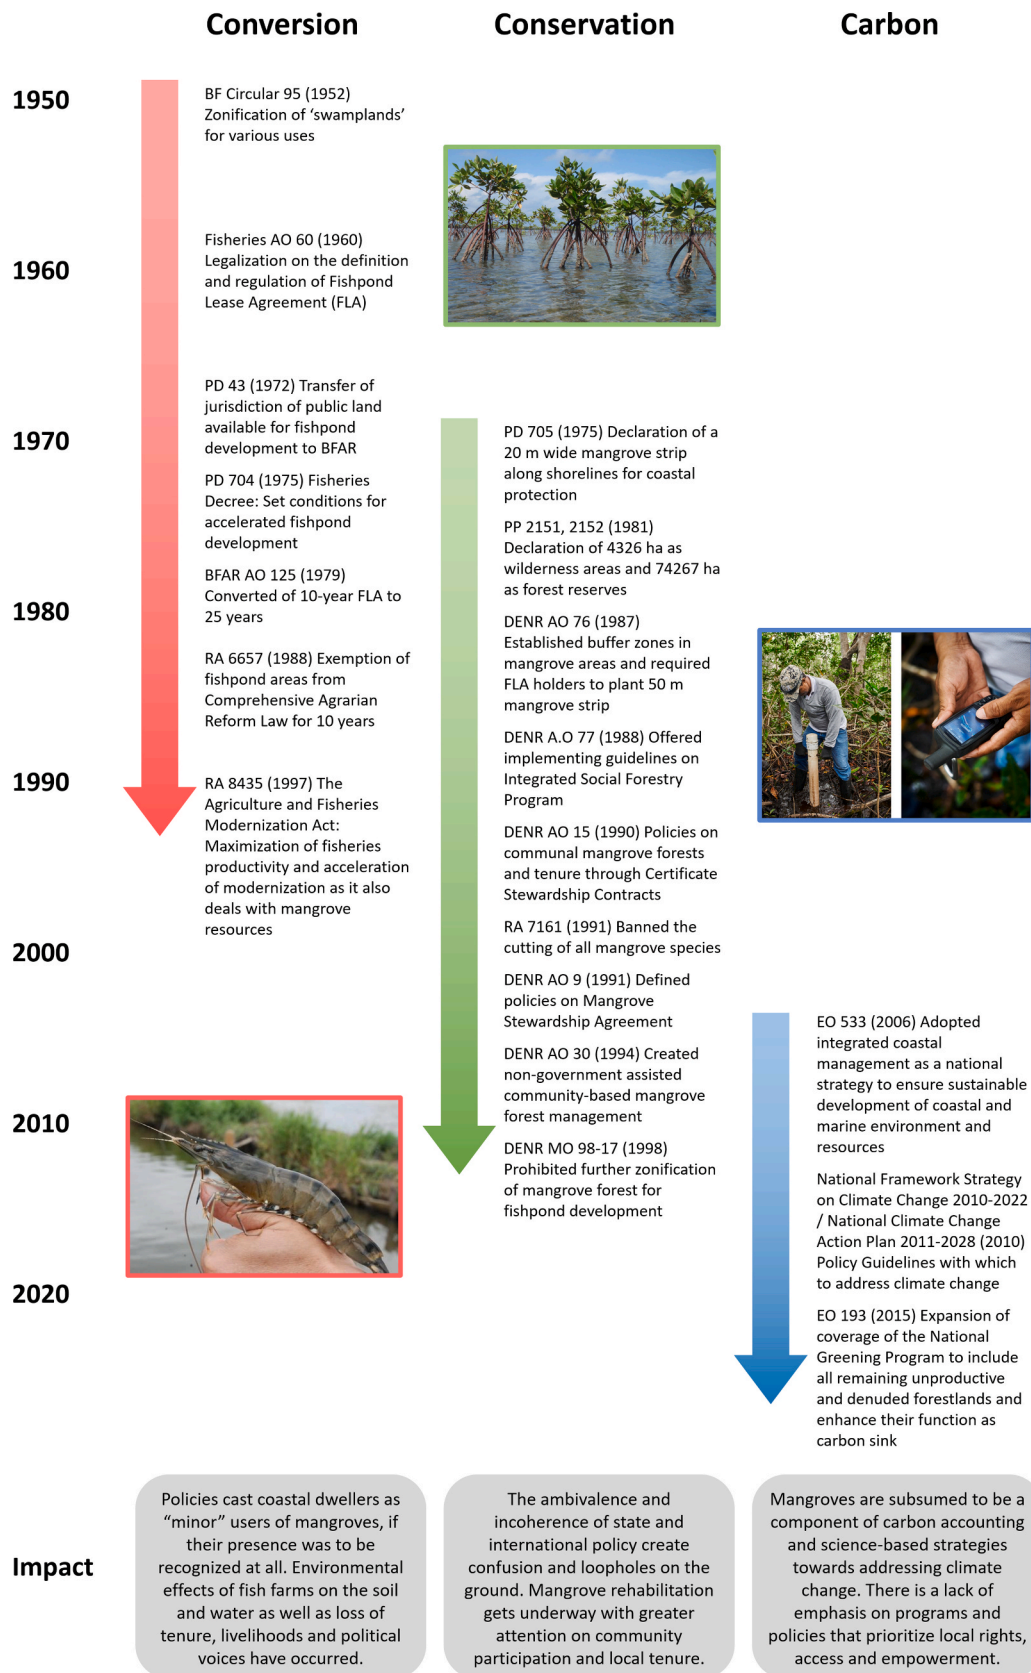 Conversion
Conservation
Carbon
1950
1960
1970
1980
1990
2000
2010
2020
BF Circular 95 (1952)
Zonification of ‘swamplands’
for various uses
Fisheries AO 60 (1960)
Legalization on the definition
and regulation of Fishpond
Lease Agreement (FLA)
PD 43 (1972) Transfer of
jurisdiction of public land
available for fishpond
development to BFAR
PD 704 (1975) Fisheries
Decree: Set conditions for
accelerated fishpond
development
BFAR AO 125 (1979)
Converted of 10-year FLA to
25 years
RA 6657 (1988) Exemption of
fishpond areas from
Comprehensive Agrarian
Reform Law for 10 years
RA 8435 (1997) The
Agriculture and Fisheries
Modernization Act:
Maximization of fisheries
productivity and acceleration
of modernization as it also
deals with mangrove
resources
PD 705 (1975) Declaration of a
20 m wide mangrove strip
along shorelines for coastal
protection
PP 2151, 2152 (1981)
Declaration of 4326 ha as
wilderness areas and 74267 ha
as forest reserves
DENR AO 76 (1987)
Established buffer zones in
mangrove areas and required
FLA holders to plant 50 m
mangrove strip
DENR A.O 77 (1988) Offered
implementing guidelines on
Integrated Social Forestry
Program
DENR AO 15 (1990) Policies on
communal mangrove forests
and tenure through Certificate
Stewardship Contracts
RA 7161 (1991) Banned the
cutting of all mangrove species
DENR AO 9 (1991) Defined
policies on Mangrove
Stewardship Agreement
DENR AO 30 (1994) Created
non-government assisted
community-based mangrove
forest management
DENR MO 98-17 (1998)
Prohibited further zonification
of mangrove forest for
fishpond development
EO 533 (2006) Adopted
integrated coastal
management as a national
strategy to ensure sustainable
development of coastal and
marine environment and
resources
National Framework Strategy
on Climate Change 2010-2022
/ National Climate Change
Action Plan 2011-2028 (2010)
Policy Guidelines with which
to address climate change
EO 193 (2015) Expansion of
coverage of the National
Greening Program to include
all remaining unproductive
and denuded forestlands and
enhance their function as
carbon sink
Impact
Policies cast coastal dwellers as
“minor” users of mangroves, if
their presence was to be
recognized at all. Environmental
effects of fish farms on the soil
and water as well as loss of
tenure, livelihoods and political
voices have occurred.
The ambivalence and
incoherence of state and
international policy create
confusion and loopholes on the
ground. Mangrove rehabilitation
gets underway with greater
attention on community
participation and local tenure.
Mangroves are subsumed to be a
component of carbon accounting
and science-based strategies
towards addressing climate
change. There is a lack of
emphasis on programs and
policies that prioritize local rights,
access and empowerment.